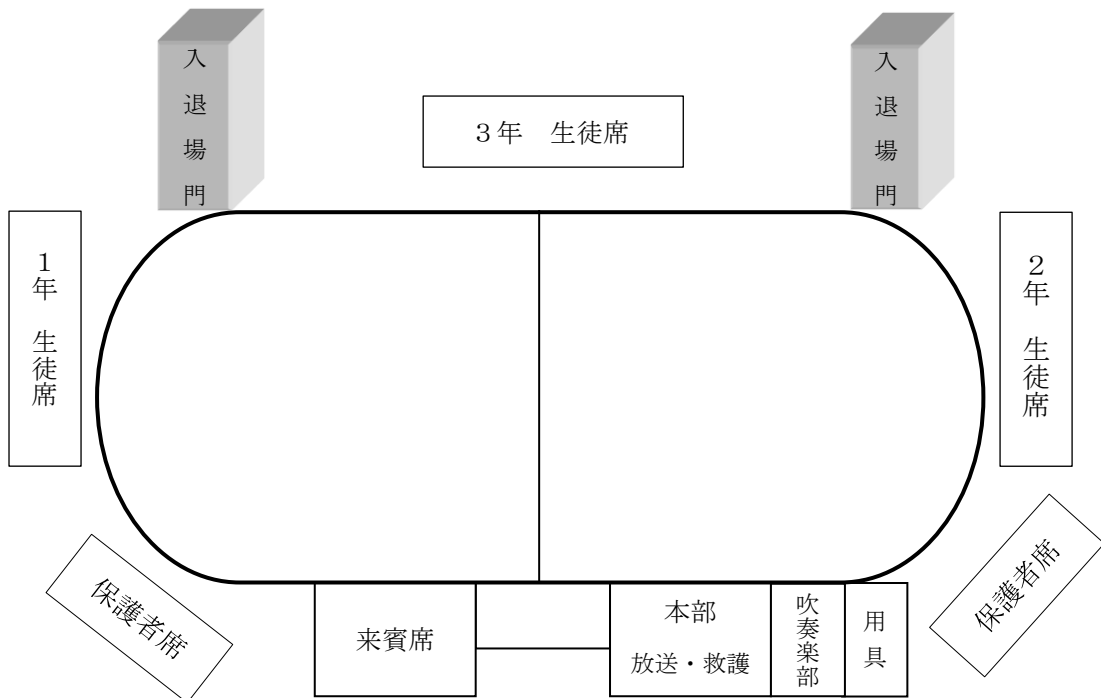 入退場門
入退場門
３年　生徒席
１年　生徒席
２年　生徒席
保護者席
保護者席
来賓席
本部
放送・救護
吹奏楽部
用具